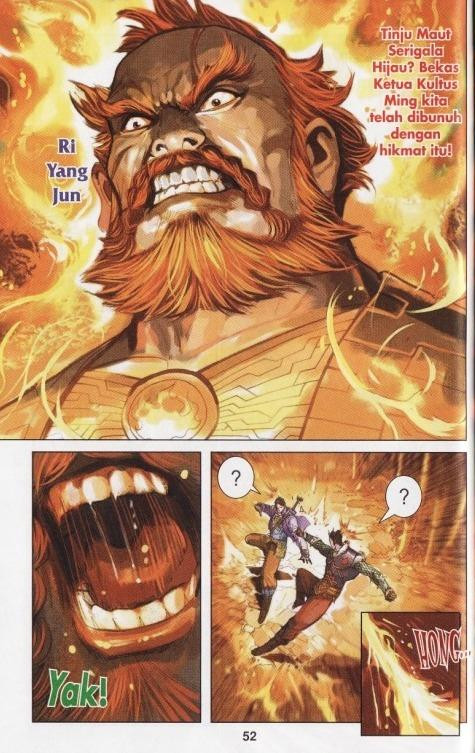 Tinju Maut
Serigala
Hijau? Bekas
Ketua Kultus
Ming kita
telah dibunuh
dengan
hikmat itu!
Ri
Yang
Jun
Yak!
?
?
HONG...
52